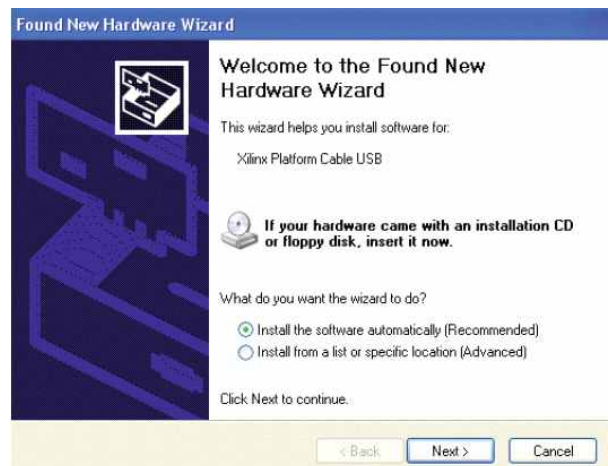 Found New Hardware Wizard
Welcome to the Found New
Hardware Wizard
This wizard helps you install software for:
Xilinx Platform Cable USB
If your hardware came with an installation CD
or floppy disk, insert it now.
What do you want the wizard to do?
Install the software automatically (Recommended)
Install from a list or specific location (Advanced)
Click Next to continue.
< Back Next > Cancel